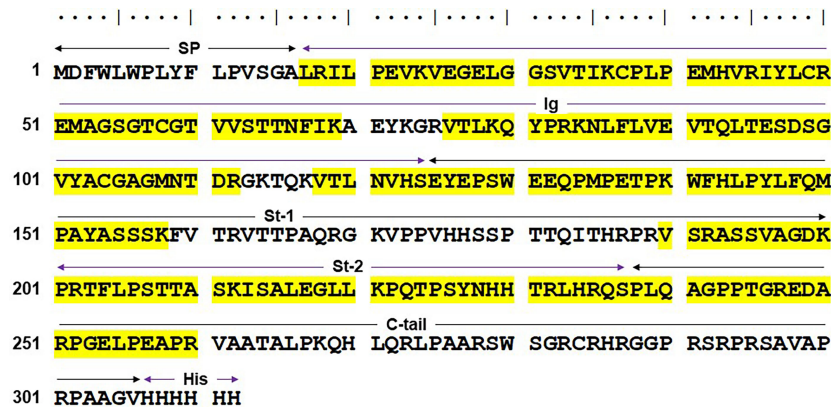 . . . . | . . . . | . . . . | . . . . | . . . . | . . . . | . . . . | . . . . | . . . . | . . . . |
SP
1 MDFWLWPLYF LPVSGALRIL PEVKVEGELG GSVTIKCPLP EMHVRIYLCR
Ig
51 EMAGSGTCGT VVSTTNFIKA EYKGRVTLKQ YPRKNLFLVE VTQLTESDSG
101 VYACGAGMNT DRGKTQKVTL NVHSEYEPSW EEQPMPETPK WFHLPYLFQM
151 PAYASSSKFV TRVTTPAQRG KVPPVHHSSP TTQITHRPRV SRASSVAGDK
St-1
St-2
201 PRTFLPSTTA SKISALEGLL KPQTPSYNHH TRLHRQSPLQ AGPPTGREDA
C-tail
251 RPGELPEAPR VAATALPKQH LQRLPAARSW SGRCRHRGGP RSRPRSAVAP
His
301 RPAAGVHHHH HH